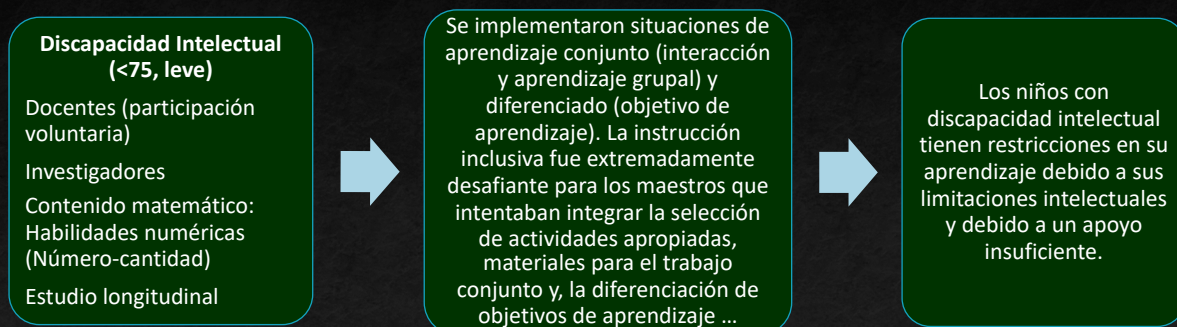 Discapacidad Intelectual
(<75, leve)
Docentes (participación
voluntaria)
Investigadores
Contenido matemático:
Habilidades numéricas
(Número-cantidad)
Estudio longitudinal
Se implementaron situaciones de
aprendizaje conjunto (interacción
y aprendizaje grupal) y
diferenciado (objetivo de
aprendizaje). La instrucción
inclusiva fue extremadamente
desafiante para los maestros que
intentaban integrar la selección
de actividades apropiadas,
materiales para el trabajo
conjunto y, la diferenciación de
objetivos de aprendizaje …
Los niños con
discapacidad intelectual
tienen restricciones en su
aprendizaje debido a sus
limitaciones intelectuales
y debido a un apoyo
insuficiente.